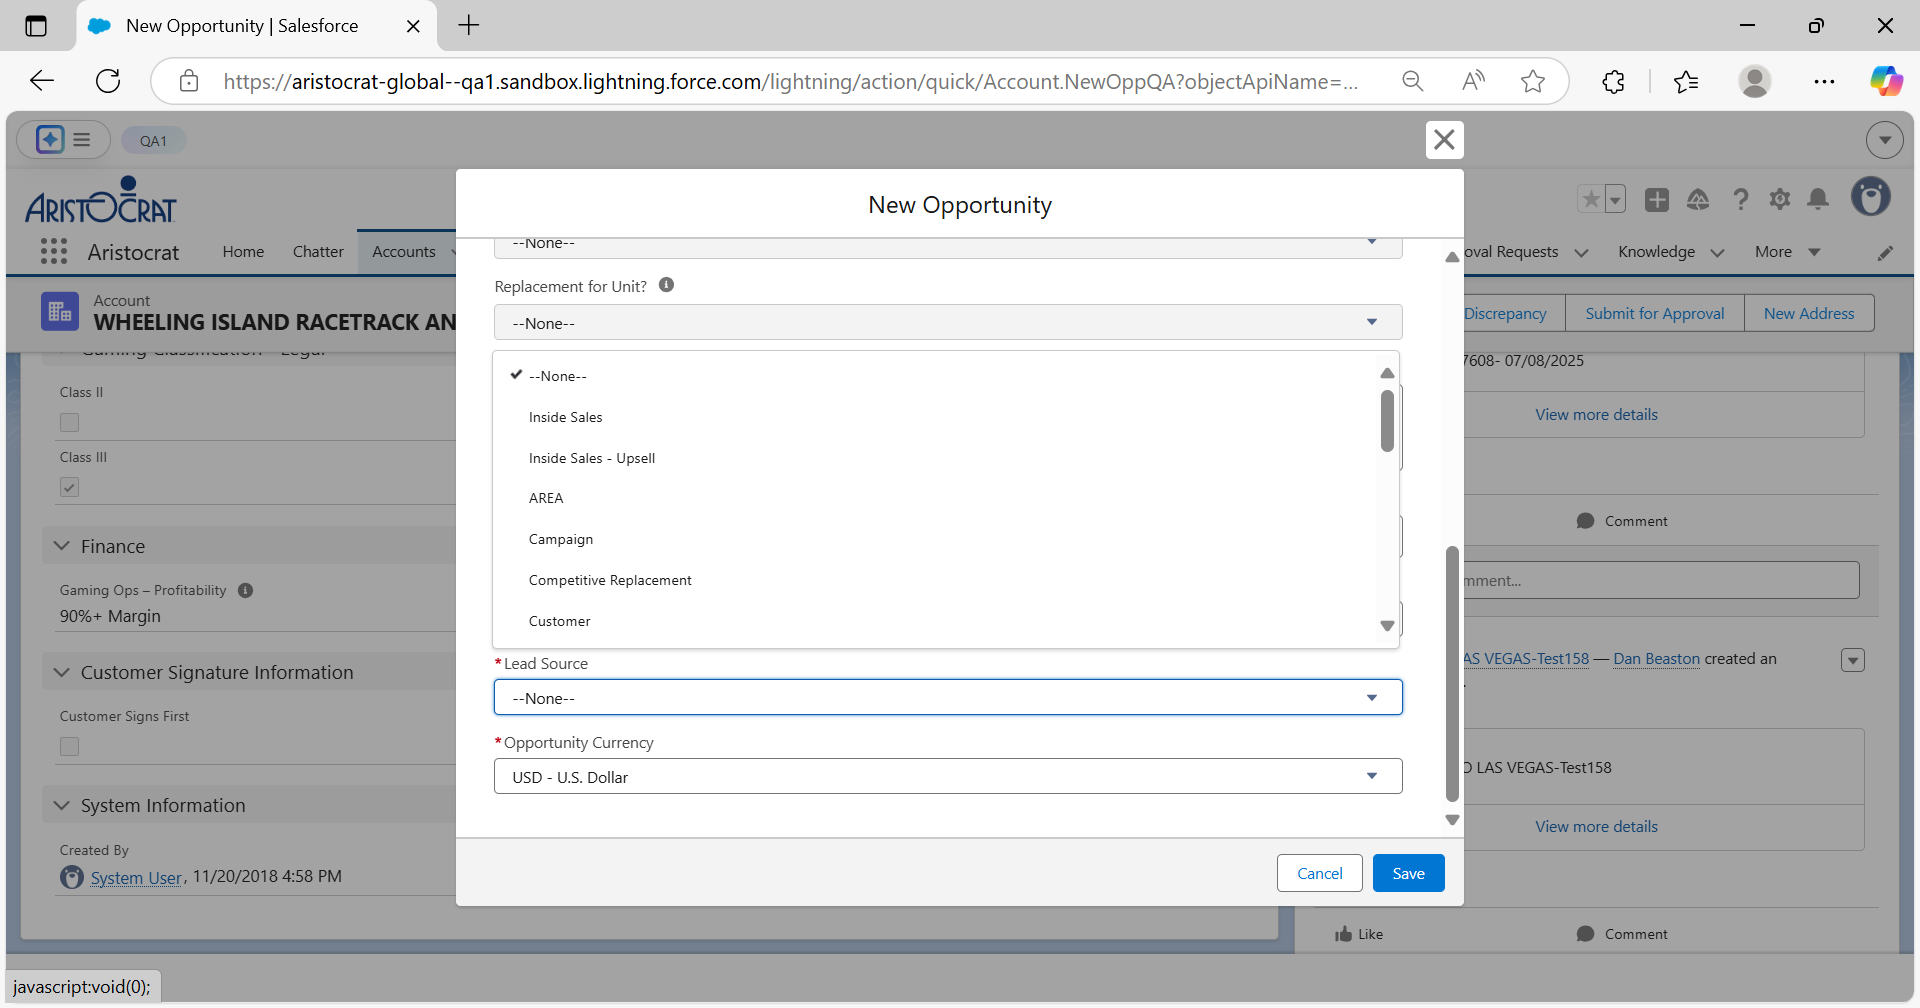 New Opportunity | Salesforce
https://aristocrat-global--qa1.sandbox.lightning.force.com/lightning/action/quick/Account.NewOppQA?objectApiName=...
QA1
ARISTOCRAT
Aristocrat
Home
Chatter
Accounts
oval Requests
Knowledge
More
Account
WHEELING ISLAND RACETRACK AN
Discrepancy
Submit for Approval
New Address
Gaming Classification - Legal
Class II
Class III
Finance
Gaming Ops – Profitability
90%+ Margin
Customer Signature Information
Customer Signs First
System Information
Created By
System User, 11/20/2018 4:58 PM
New Opportunity
--None--
Replacement for Unit?
--None--
--None--
Inside Sales
Inside Sales - Upsell
AREA
Campaign
Competitive Replacement
Customer
*Lead Source
--None--
*Opportunity Currency
USD - U.S. Dollar
Cancel
Save
7608- 07/08/2025
View more details
Comment
mment...
AS VEGAS-Test158 — Dan Beaston created an
LAS VEGAS-Test158
View more details
Like
Comment
javascript:void(0);